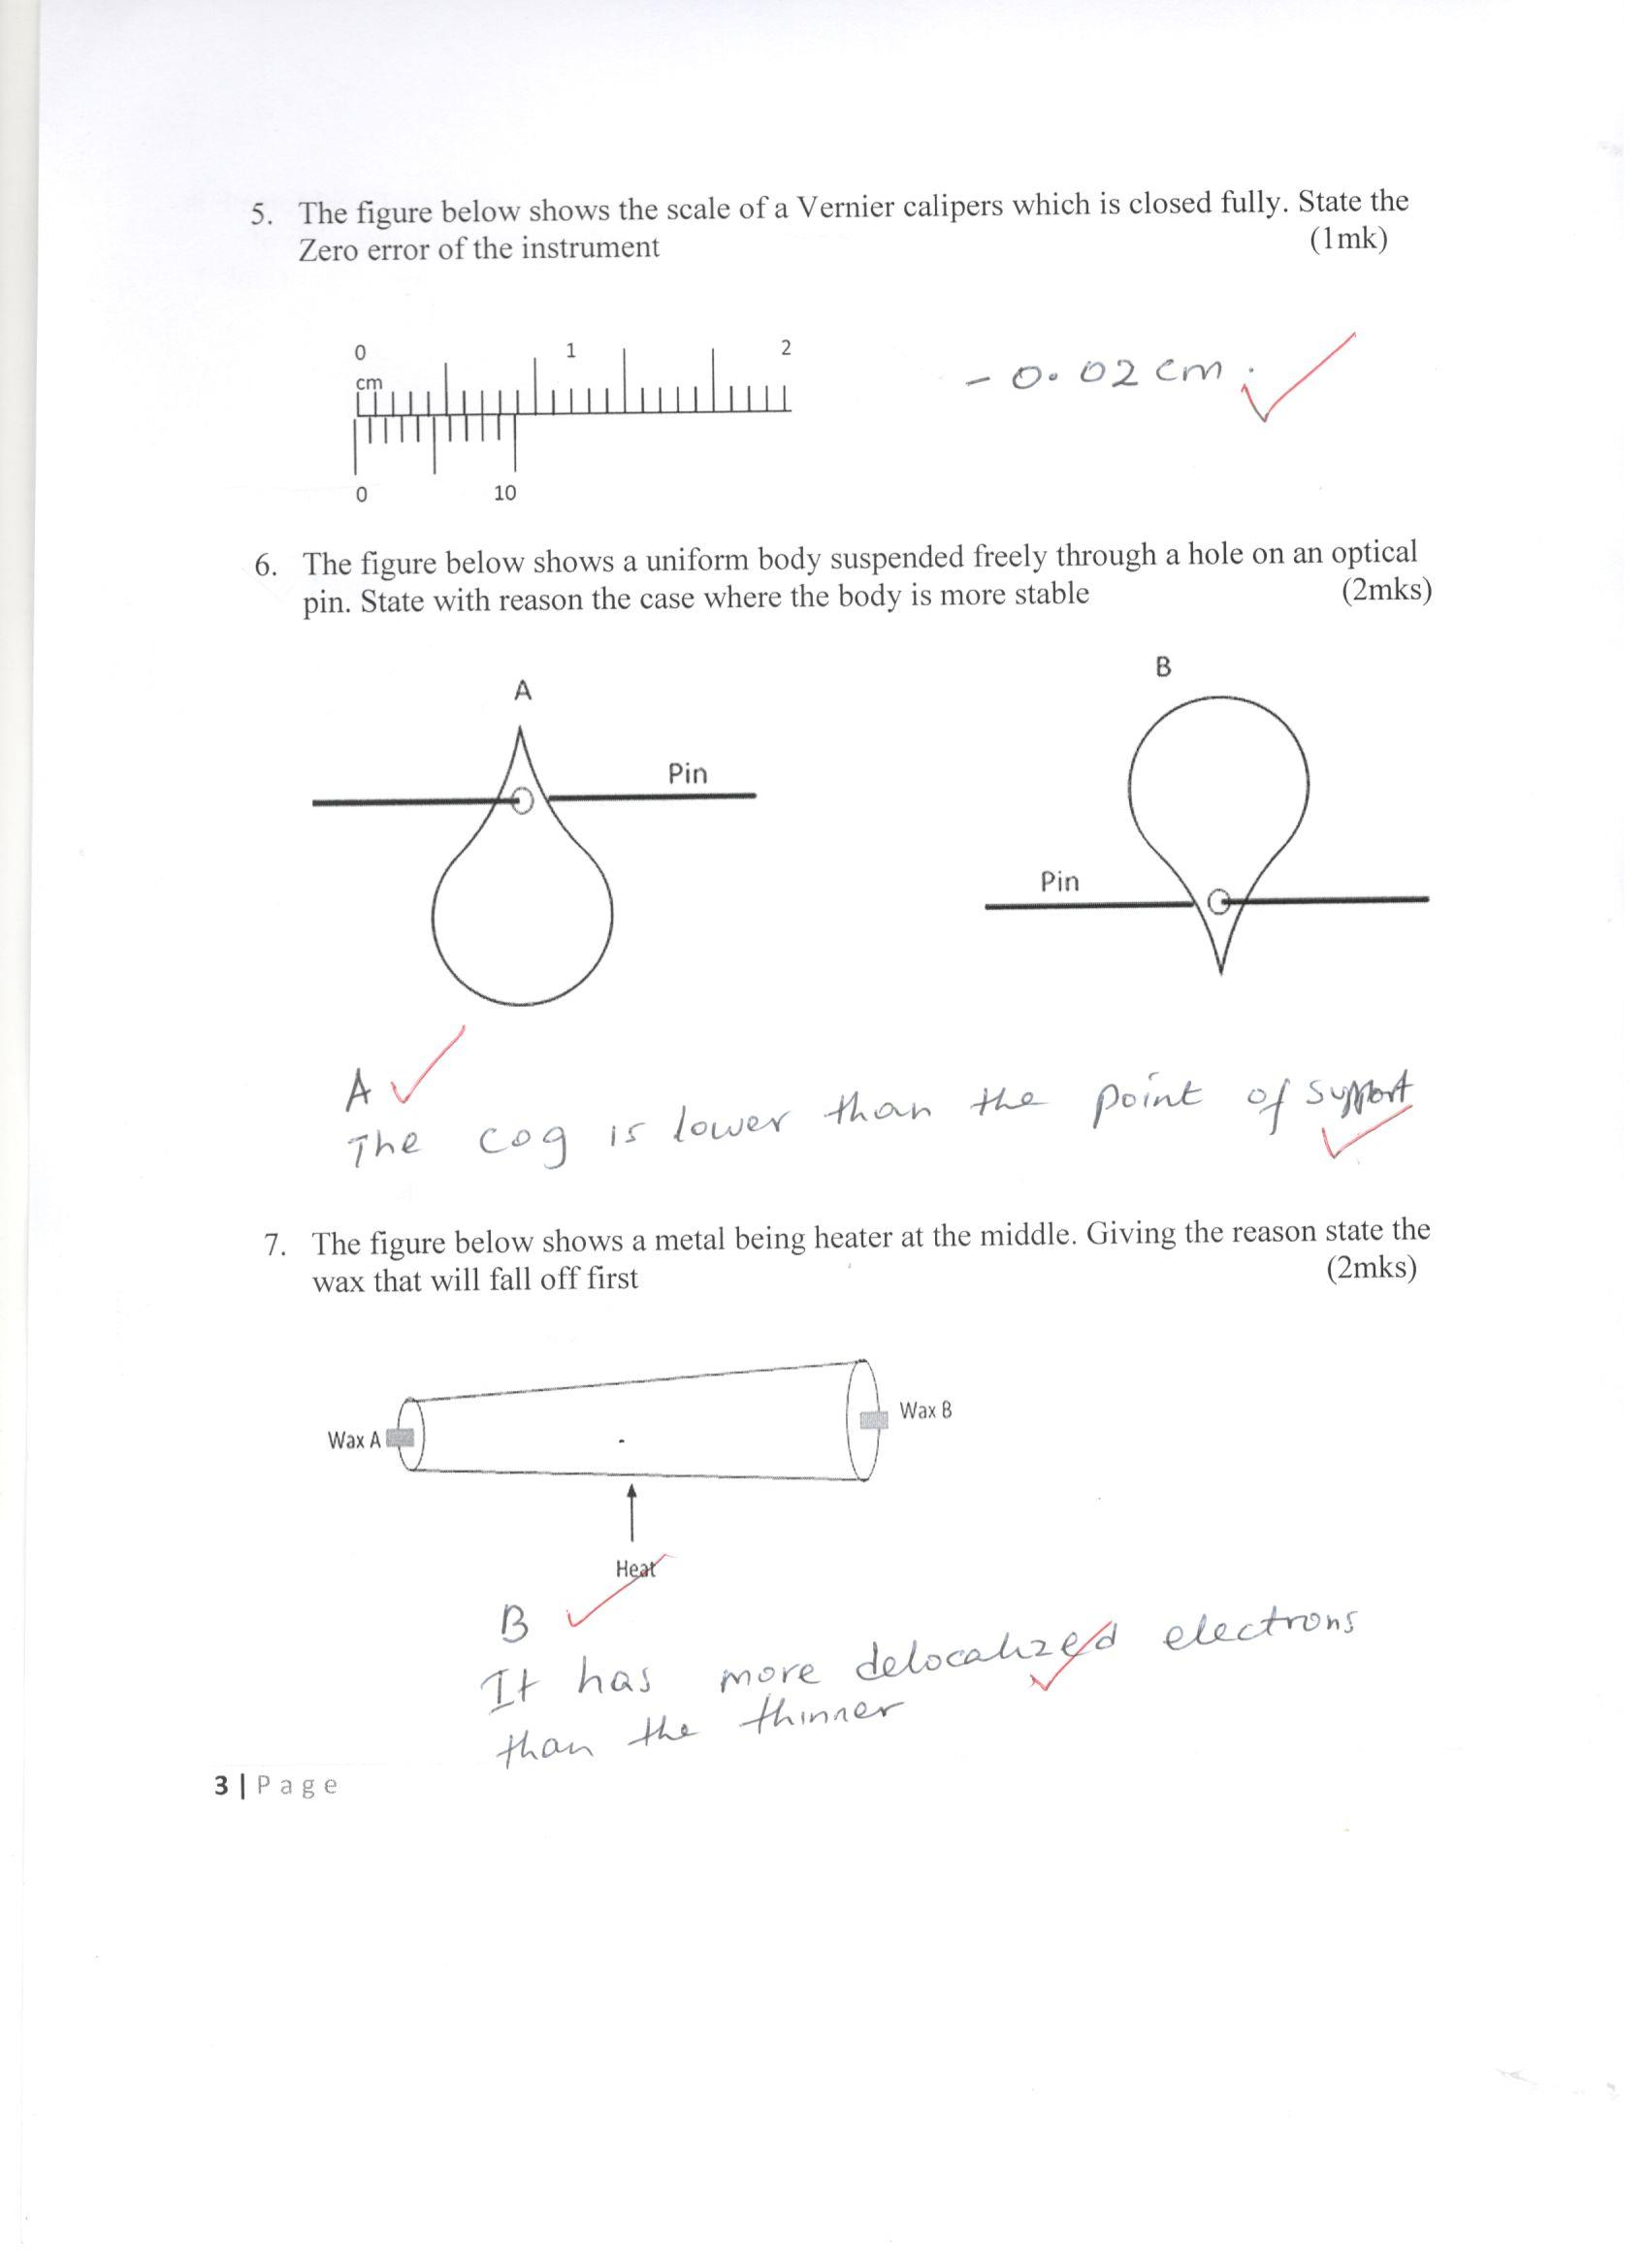 5. The figure below shows the scale of a Vernier calipers which is closed fully. State the
Zero error of the instrument (1mk)
0 1 2
cm
- 0.02 cm.
0 10
6. The figure below shows a uniform body suspended freely through a hole on an optical
pin. State with reason the case where the body is more stable (2mks)
B
A
Pin
Pin
A
The cog is lower than the point of support
7. The figure below shows a metal being heater at the middle. Giving the reason state the
wax that will fall off first (2mks)
Wax B
Wax A
Heat
B
It has more delocalized electrons
than the thinner
3 | Page